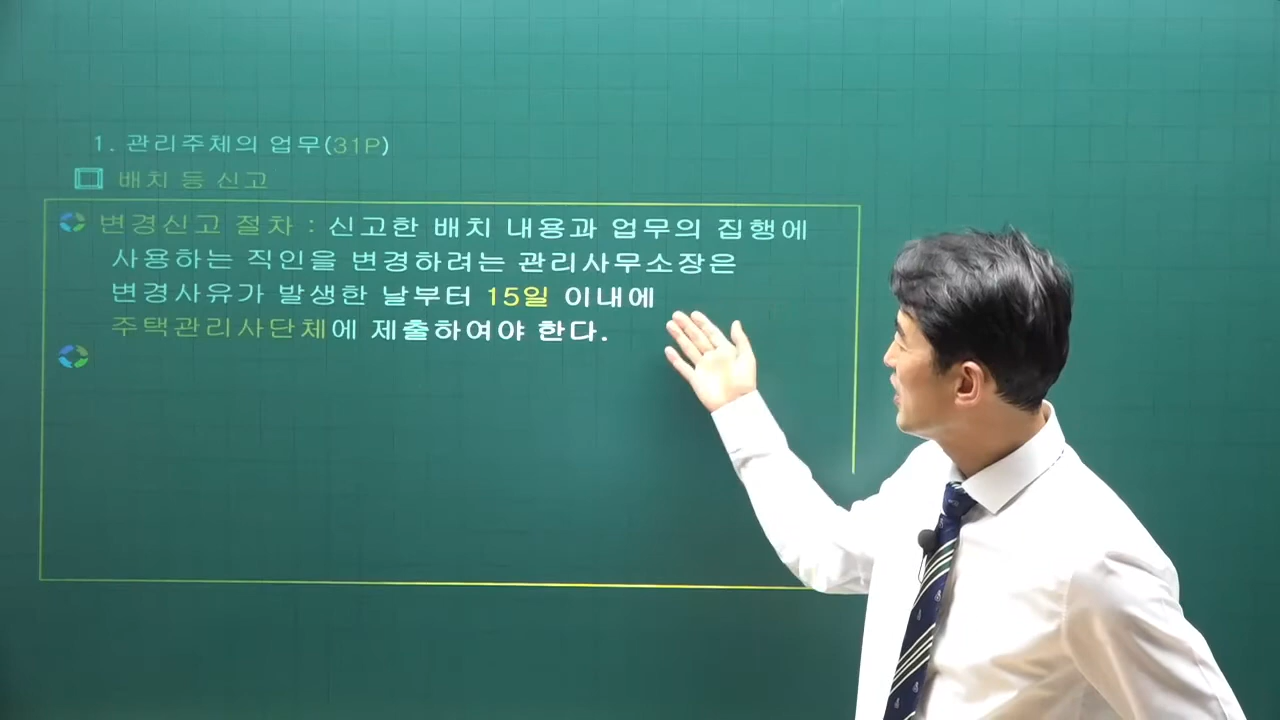 1. 관리주체의 업무(31P)
배치 등 신고
변경신고 절차 : 신고한 배치 내용과 업무의 집행에
사용하는 직인을 변경하려는 관리사무소장은
변경사유가 발생한 날부터 15일 이내에
주택관리사단체에 제출하여야 한다.